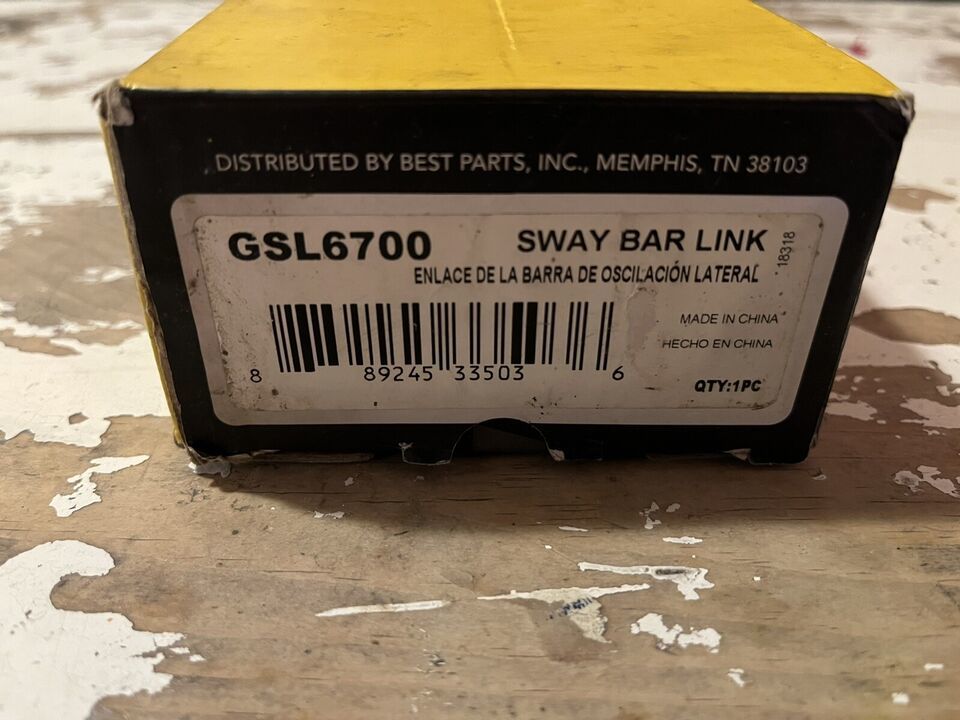 DISTRIBUTED BY BEST PARTS, INC., MEMPHIS, TN 38103
GSL6700 SWAY BAR LINK
18318
ENLACE DE LA BARRA DE OSCILACIÓN LATERAL
MADE IN CHINA
HECHO EN CHINA
8 89245 33503 6
QTY:1PC